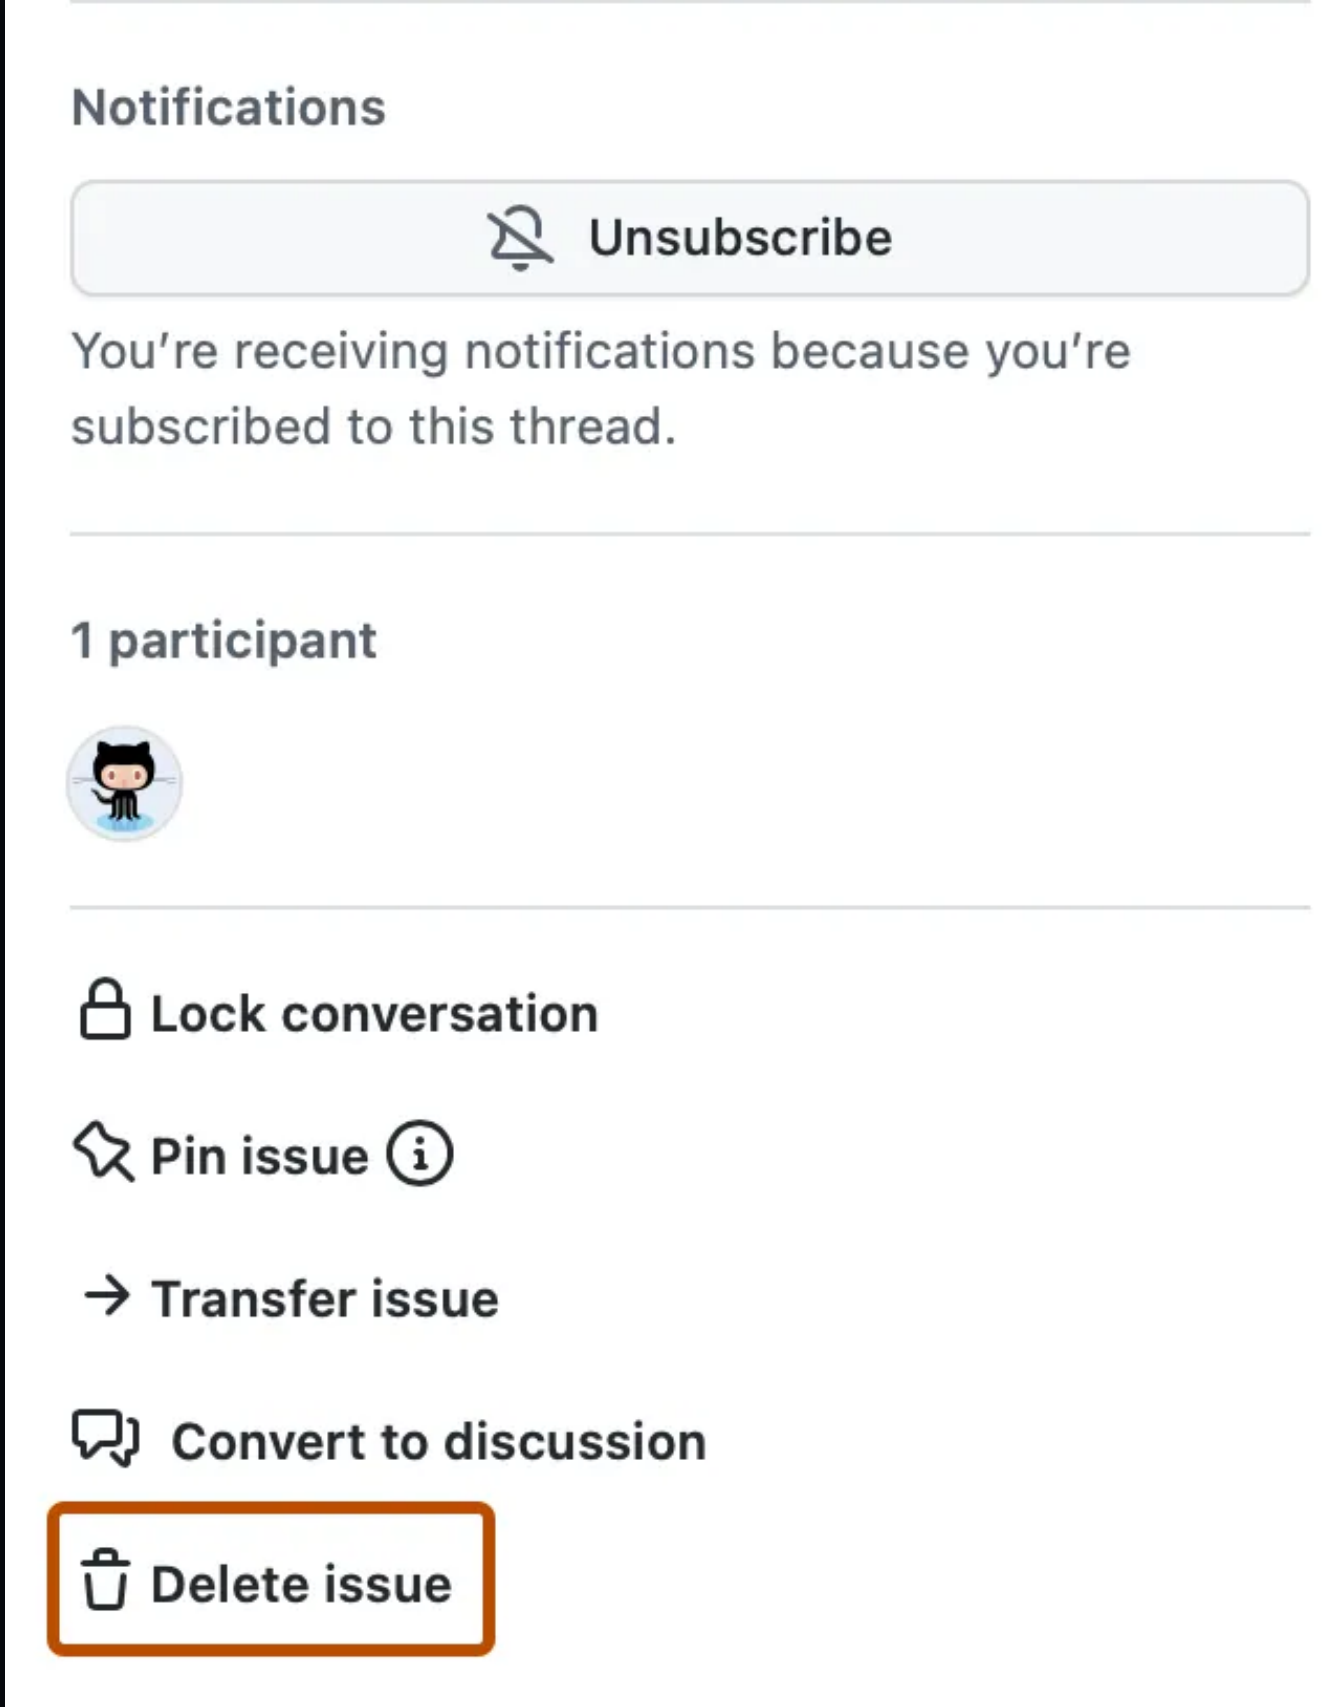 Notifications
Unsubscribe
You’re receiving notifications because you’re
subscribed to this thread.
1 participant
Lock conversation
Pin issue
Transfer issue
Convert to discussion
Delete issue